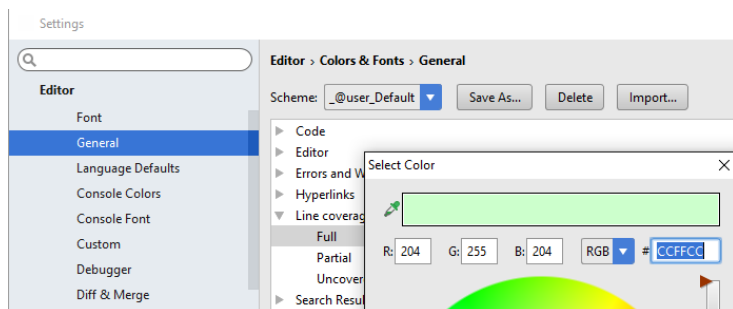 Settings
Editor
Font
General
Language Defaults
Console Colors
Console Font
Custom
Debugger
Diff & Merge
Editor › Colors & Fonts › General
Scheme: _@user_Default Save As... Delete Import...
Code
Editor
Errors and W
Hyperlinks
Line coverag
Full
Partial
Uncover
Search Resul
Select Color
R: 204 G: 255 B: 204 RGB # CCFFCC